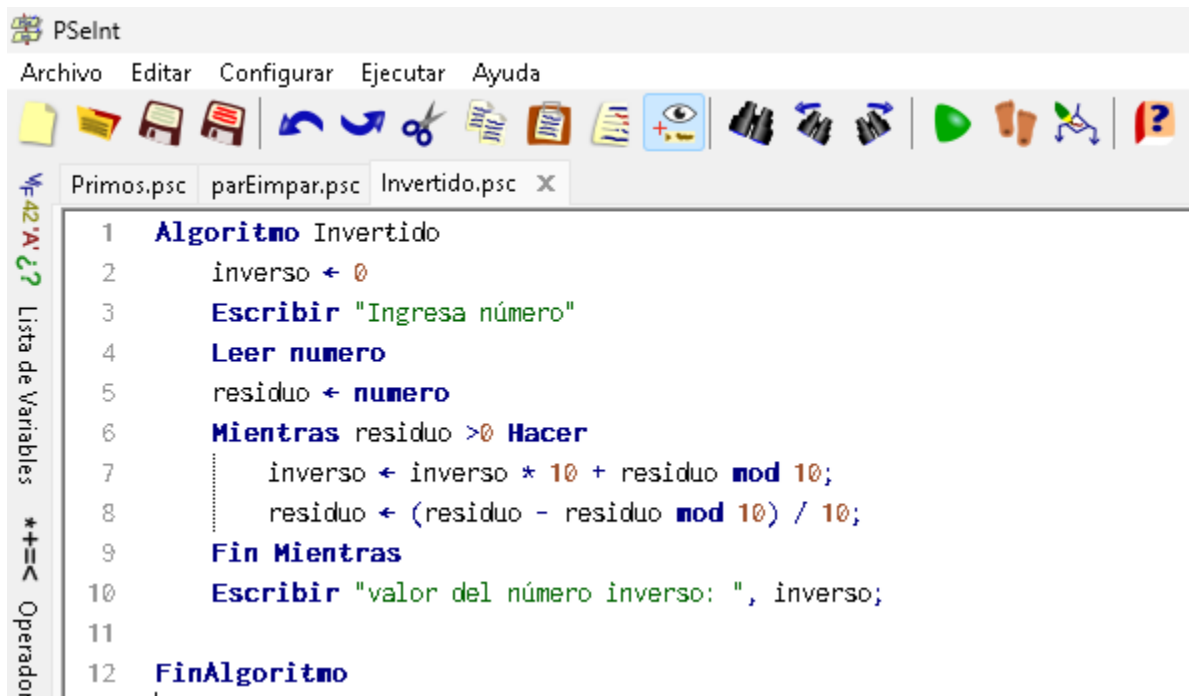 PSeInt
Archivo Editar Configurar Ejecutar Ayuda
Primos.psc parEimpar.psc Invertido.psc
42 'A' ¿? Lista de Variables
*+=< Operador
1 Algoritmo Invertido
2 inverso ← 0
3 Escribir "Ingresa número"
4 Leer numero
5 residuo ← numero
6 Mientras residuo >0 Hacer
7 inverso ← inverso * 10 + residuo mod 10;
8 residuo ← (residuo - residuo mod 10) / 10;
9 Fin Mientras
10 Escribir "valor del número inverso: ", inverso;
11
12 FinAlgoritmo